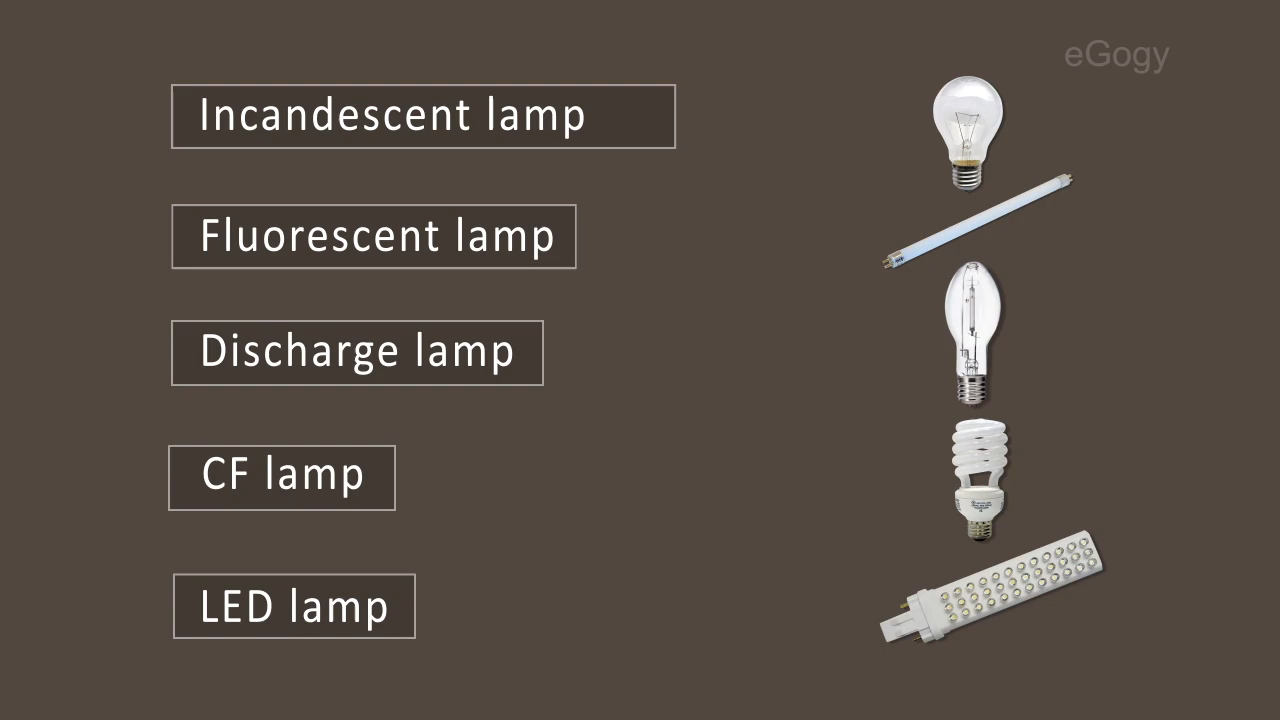 eGogy
Incandescent lamp
Fluorescent lamp
Discharge lamp
CF lamp
LED lamp